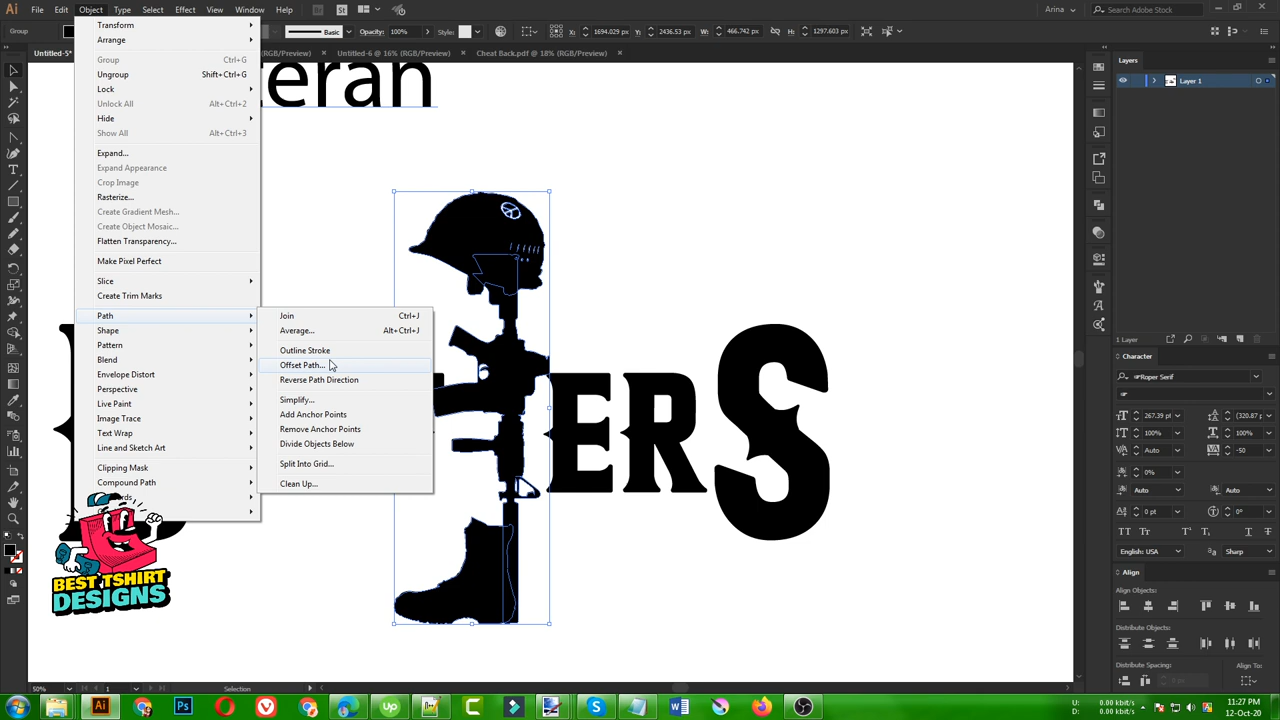 Ai File Edit Object Type Select Effect View Window Help Br St Arina Search Adobe Stock
Group Basic Opacity: 100% Style: X: 1694.029 mi Y: 2436.53 mm W: 466.742 mm H: 1297.603 mm
Untitled-5* (RGB/Preview) × Untitled-6 @ 16% (RGB/Preview) × Cheat Back.pdf @ 18% (RGB/Preview) ×
Transform
Arrange
Group Ctrl+G
Ungroup Shift+Ctrl+G
Lock
Unlock All Alt+Ctrl+2
Hide
Show All Alt+Ctrl+3
Expand...
Expand Appearance
Crop Image
Rasterize...
Create Gradient Mesh...
Create Object Mosaic...
Flatten Transparency...
Make Pixel Perfect
Slice
Create Trim Marks
Path
Shape
Pattern
Blend
Envelope Distort
Perspective
Live Paint
Image Trace
Text Wrap
Line and Sketch Art
Clipping Mask
Compound Path
Join Ctrl+J
Average... Alt+Ctrl+J
Outline Stroke
Offset Path...
Reverse Path Direction
Simplify...
Add Anchor Points
Remove Anchor Points
Divide Objects Below
Split Into Grid...
Clean Up...
eran
ERS
BEST TSHIRT
DESIGNS
Layers
Layer 1
1 Layer
Character
Roper Serif
-
267.39 pt (320.87
100% 100%
Auto -50
0%
Auto Auto
0 pt 0°
English: USA Sharp
Align
Align Objects:
Distribute Objects:
Distribute Spacing: Align To:
50% 1 Selection
D: 0.00 kbit/s
U: 0.00 kbit/s
11:27 PM
12-Oct-20